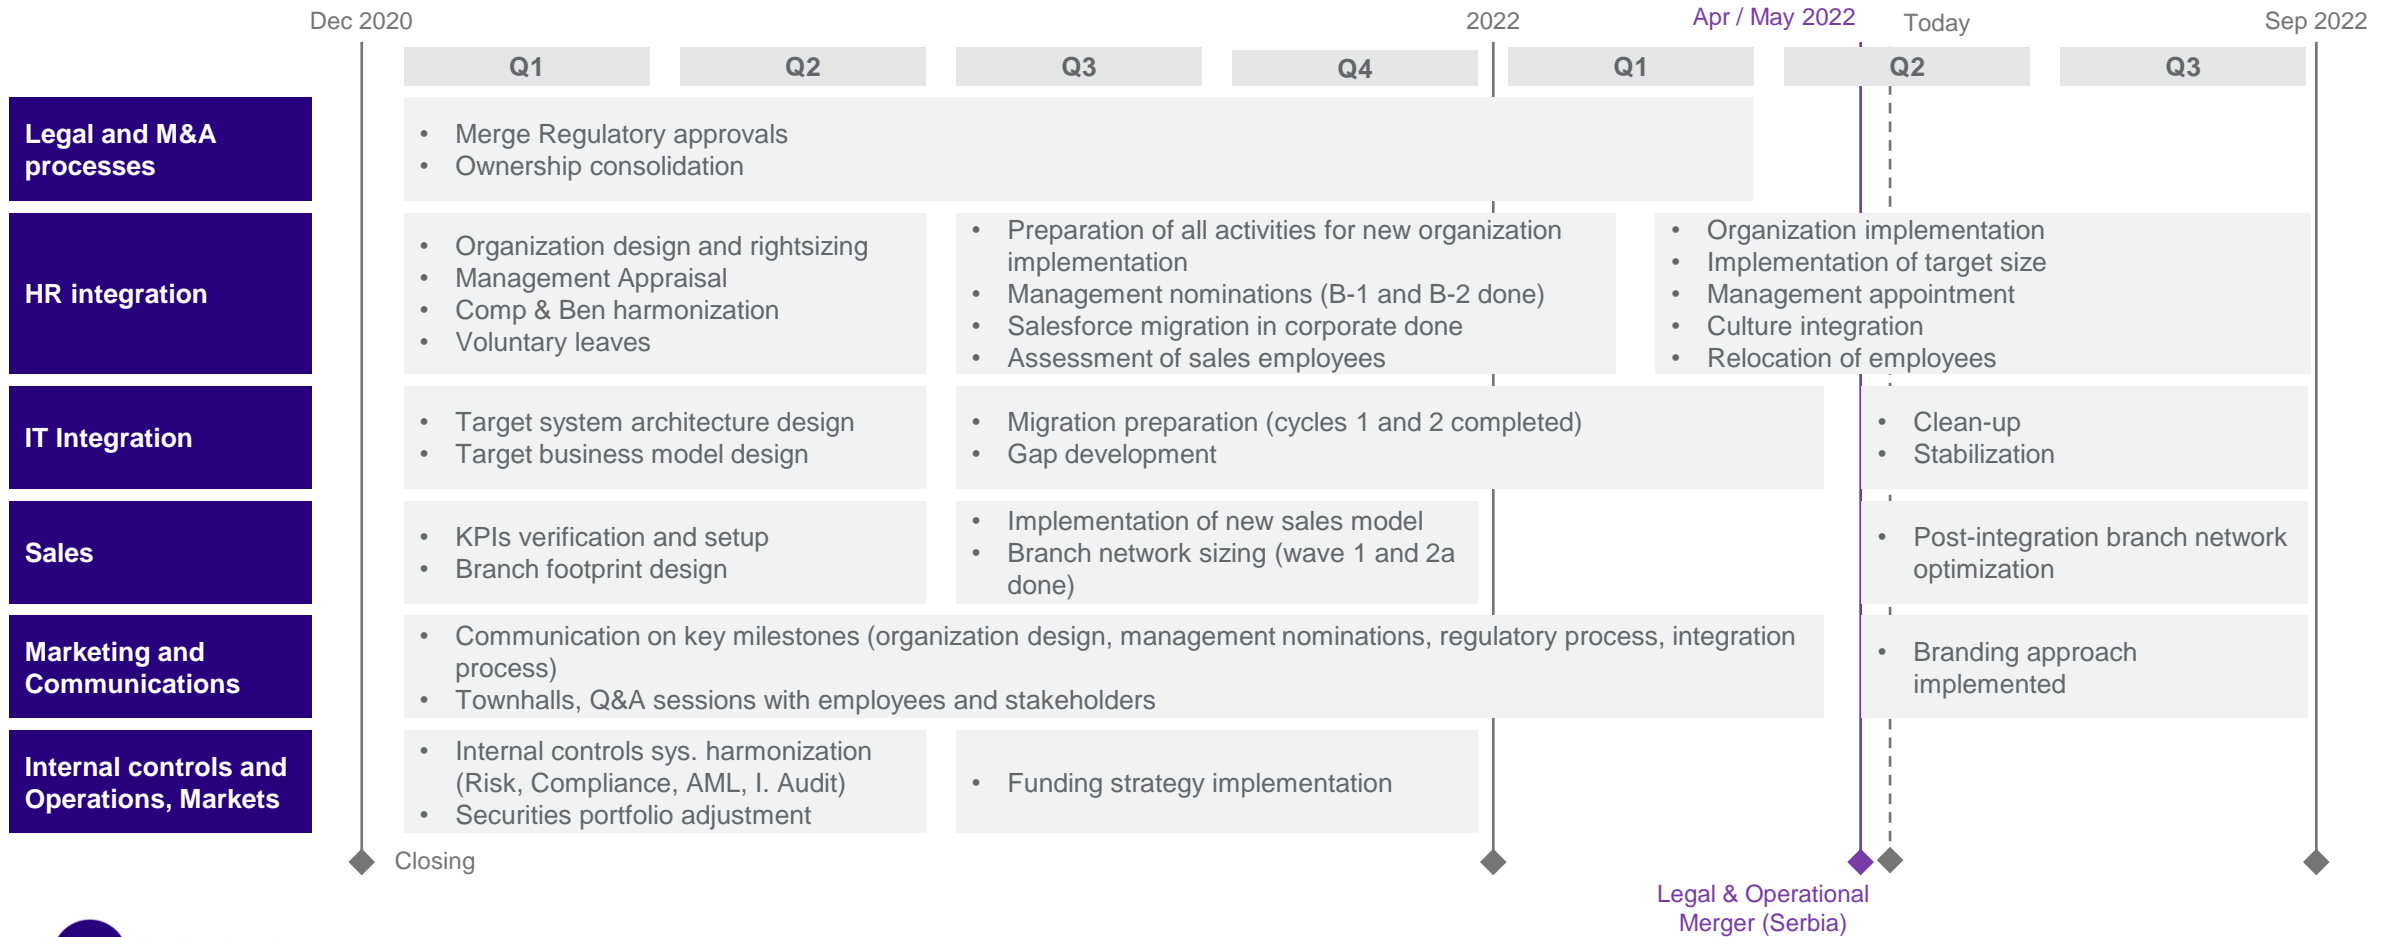 Dec 2020
2022
Apr / May 2022
Today
Sep 2022
Q1
Q2
Q3
Q4
Q1
Q2
Q3
Legal and M&A
processes
• Merge Regulatory approvals
• Ownership consolidation
HR integration
• Organization design and rightsizing
• Management Appraisal
• Comp & Ben harmonization
• Voluntary leaves
• Preparation of all activities for new organization
implementation
• Management nominations (B-1 and B-2 done)
• Salesforce migration in corporate done
• Assessment of sales employees
• Organization implementation
• Implementation of target size
• Management appointment
• Culture integration
• Relocation of employees
IT Integration
• Target system architecture design
• Target business model design
• Migration preparation (cycles 1 and 2 completed)
• Gap development
• Clean-up
• Stabilization
Sales
• KPIs verification and setup
• Branch footprint design
• Implementation of new sales model
• Branch network sizing (wave 1 and 2a
done)
• Post-integration branch network
optimization
Marketing and
Communications
• Communication on key milestones (organization design, management nominations, regulatory process, integration
process)
• Townhalls, Q&A sessions with employees and stakeholders
• Branding approach
implemented
Internal controls and
Operations, Markets
• Internal controls sys. harmonization
(Risk, Compliance, AML, I. Audit)
• Securities portfolio adjustment
• Funding strategy implementation
Closing
Legal & Operational
Merger (Serbia)